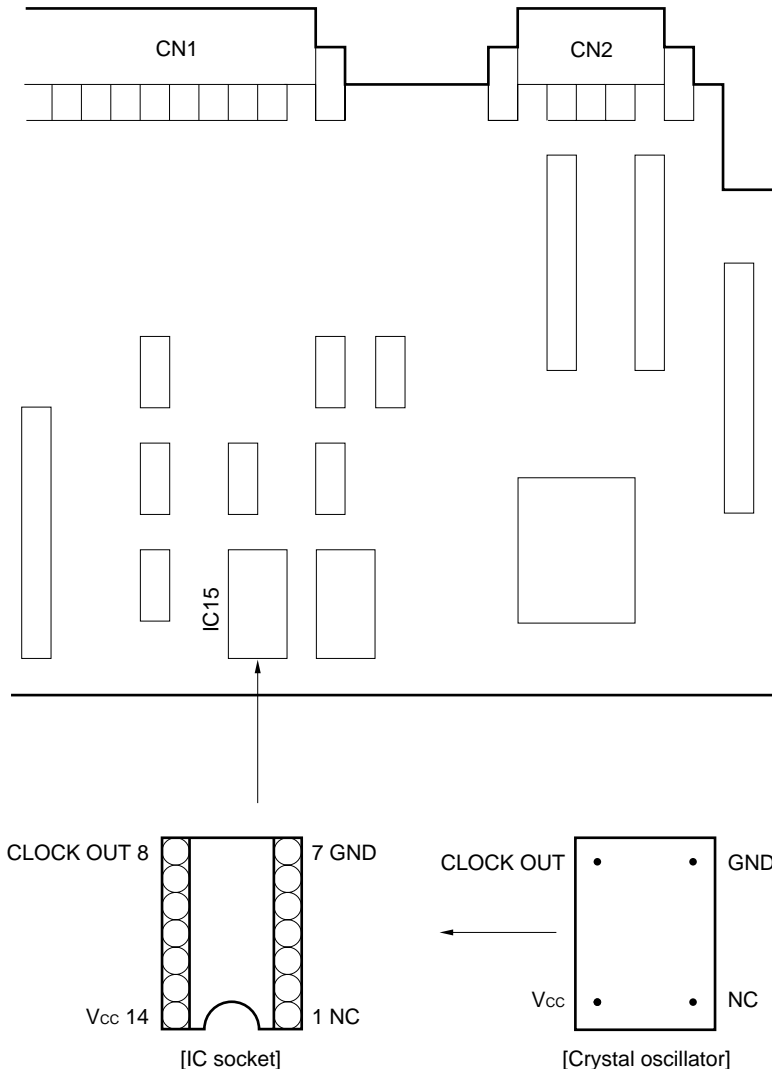 CN1
CN2
IC15
CLOCK OUT 8
7 GND
CLOCK OUT
GND
Vcc 14
1 NC
Vcc
NC
[IC socket]
[Crystal oscillator]